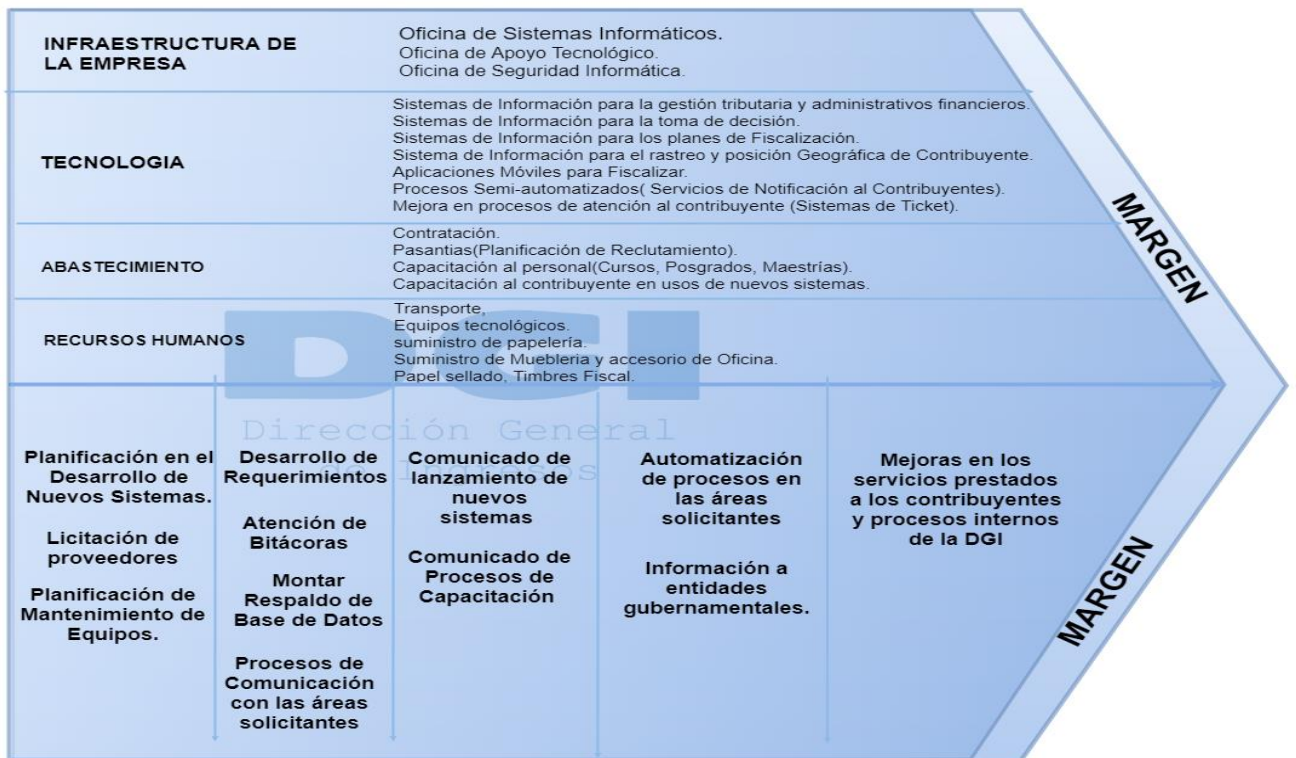 INFRAESTRUCTURA DE
LA EMPRESA
Oficina de Sistemas Informáticos.
Oficina de Apoyo Tecnológico.
Oficina de Seguridad Informática.
TECNOLOGIA
Sistemas de Información para la gestión tributaria y administrativos financieros.
Sistemas de Información para la toma de decisión.
Sistemas de Información para los planes de Fiscalización.
Sistema de Información para el rastreo y posición Geográfica de Contribuyente.
Aplicaciones Móviles para Fiscalizar.
Procesos Semi-automatizados( Servicios de Notificación al Contribuyentes).
Mejora en procesos de atención al contribuyente (Sistemas de Ticket).
ABASTECIMIENTO
Contratación.
Pasantias(Planificación de Reclutamiento).
Capacitación al personal(Cursos, Posgrados, Maestrías).
Capacitación al contribuyente en usos de nuevos sistemas.
RECURSOS HUMANOS
Transporte,
Equipos tecnológicos.
suministro de papelería.
Suministro de Muebleria y accesorio de Oficina.
Papel sellado, Timbres Fiscal.
MARGEN
DGI
Dirección General
de Ingresos
Planificación en el
Desarrollo de
Nuevos Sistemas.
Licitación de
proveedores
Planificación de
Mantenimiento de
Equipos.
Desarrollo de
Requerimientos
Atención de
Bitácoras
Montar
Respaldo de
Base de Datos
Procesos de
Comunicación
con las áreas
solicitantes
Comunicado de
lanzamiento de
nuevos
sistemas
Comunicado de
Procesos de
Capacitación
Automatización
de procesos en
las áreas
solicitantes
Información a
entidades
gubernamentales.
Mejoras en los
servicios prestados
a los contribuyentes
y procesos internos
de la DGI
MARGEN